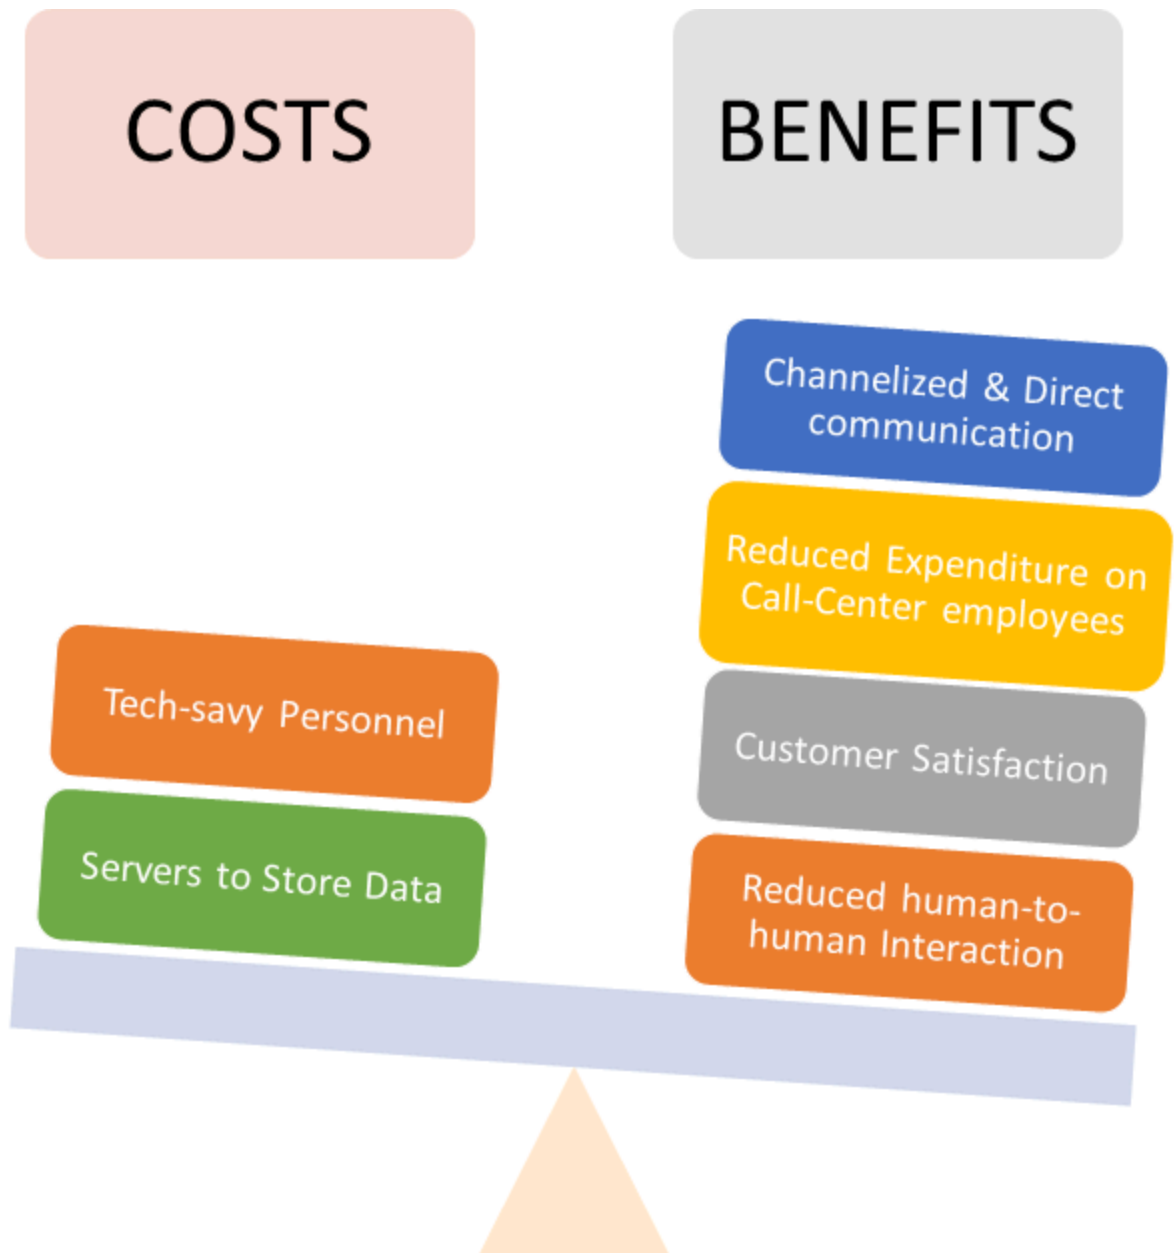 COSTS
BENEFITS
Channelized & Direct
communication
Reduced Expenditure on
Call-Center employees
Tech-savy Personnel
Customer Satisfaction
Servers to Store Data
Reduced human-to-
human Interaction